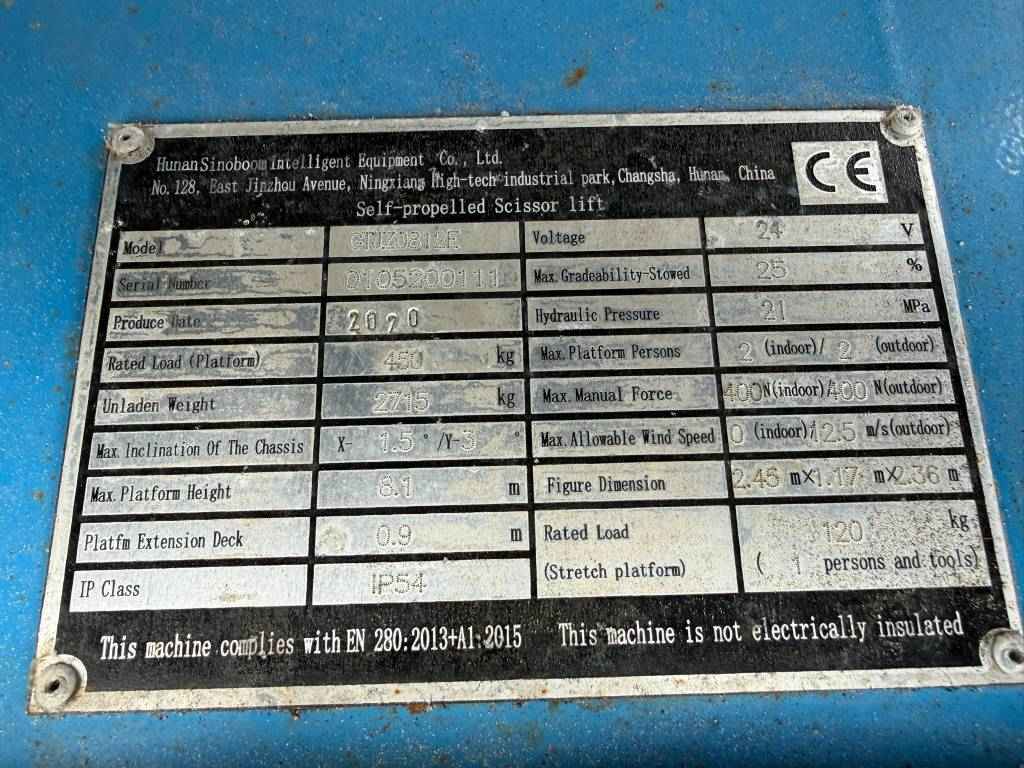 Hunan Sinoboom Intelligent Equipment Co., Ltd.
No. 128, East Jinzhou Avenue, Ningxiang High-tech industrial park, Changsha, Hunan, China
CE
Self-propelled Scissor lift
Model GTJZ0812E Voltage 24 V
Serial Number 0105200111 Max. Gradeability-Stowed 25 %
Produce Date 2020 Hydraulic Pressure 21 MPa
Rated Load (Platform) 450 kg Max. Platform Persons 2 (indoor)/ 2 (outdoor)
Unladen Weight 2715 kg Max. Manual Force 400N(indoor)/400 N(outdoor)
Max. Inclination Of The Chassis X- 1.5 ° /Y-3 ° Max. Allowable Wind Speed 0 (indoor)/12.5 m/s(outdoor)
Max. Platform Height 8.1 m Figure Dimension 2.45 m×1.17 m×2.36 m
Platfm Extension Deck 0.9 m Rated Load (Stretch platform) 120 kg
IP Class IP54 ( 1 persons and tools)
This machine complies with EN 280:2013+A1:2015 This machine is not electrically insulated